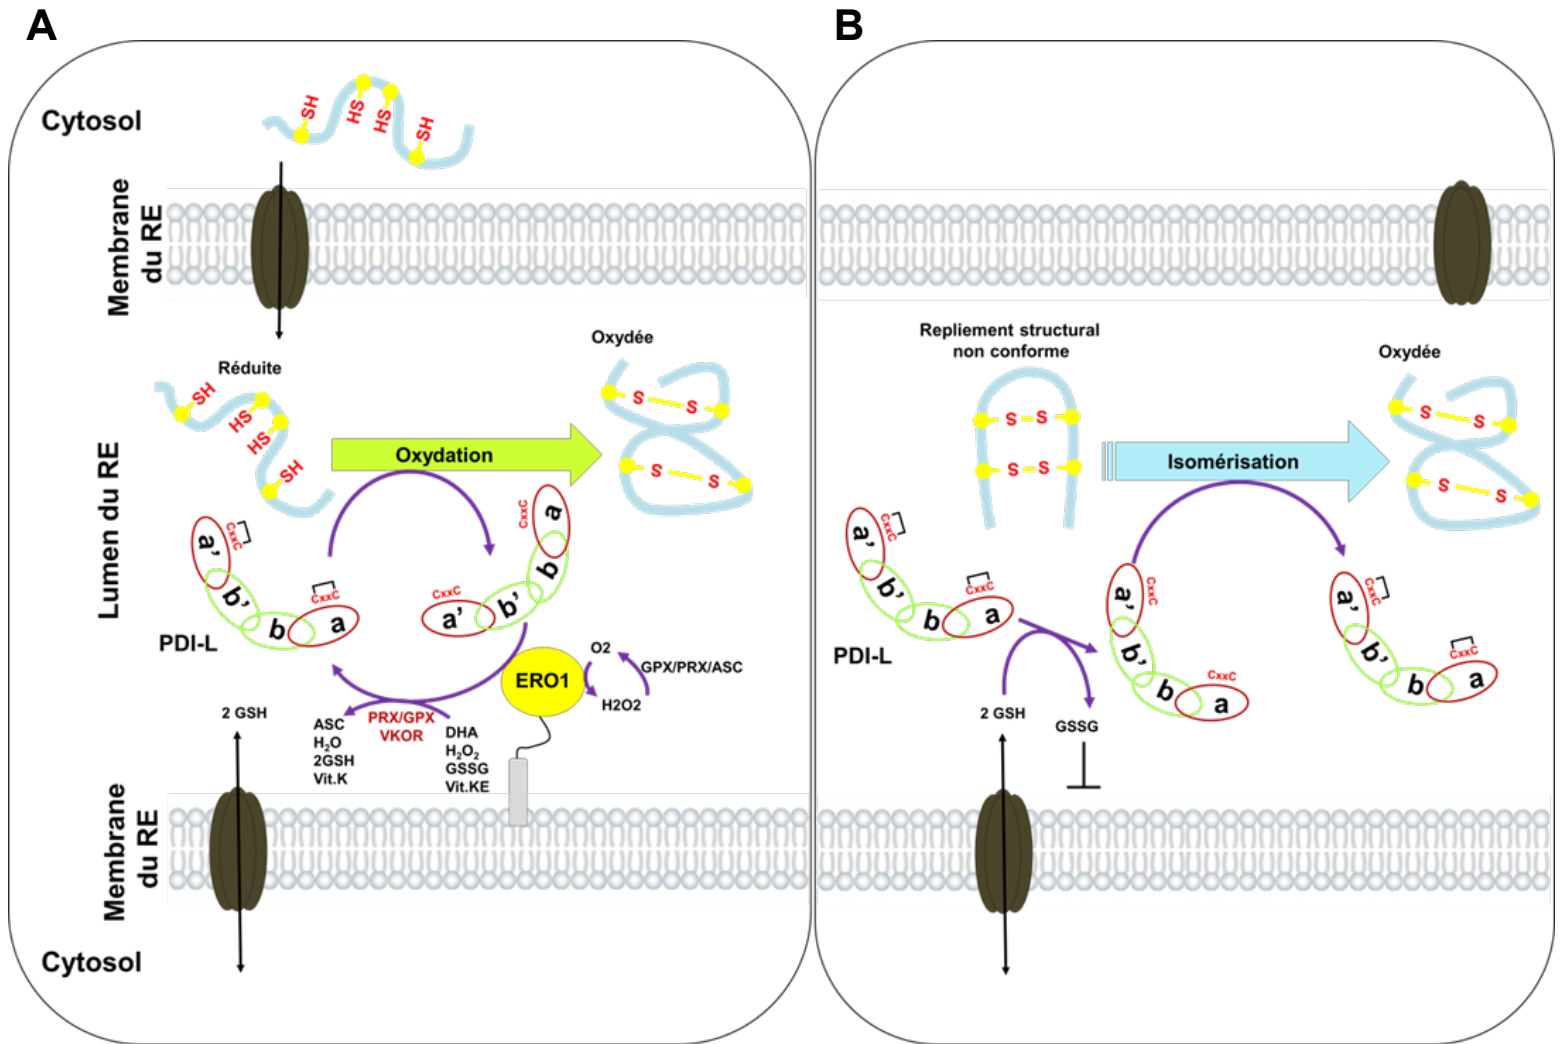 A
Cytosol
SH
HS
HS
SH
Membrane
du RE
Réduite
SH
HS
HS
SH
Oxydation
Oxydée
S
S
S
S
Lumen du RE
a'
CxxC
b'
b
CxxC
a
PDI-L
CxxC
a
b
b'
CxxC
a'
ERO1
O2
GPX/PRX/ASC
H2O2
PRX/GPX
VKOR
ASC
H₂O
2GSH
Vit.K
DHA
H₂O₂
GSSG
Vit.KE
2 GSH
Membrane
du RE
Cytosol
B
Repliement structural
non conforme
S
S
S
S
Isomérisation
Oxydée
S
S
S
S
a'
CxxC
b'
b
CxxC
a
PDI-L
a'
CxxC
b'
b
CxxC
a
a'
CxxC
b'
b
CxxC
a
2 GSH
GSSG